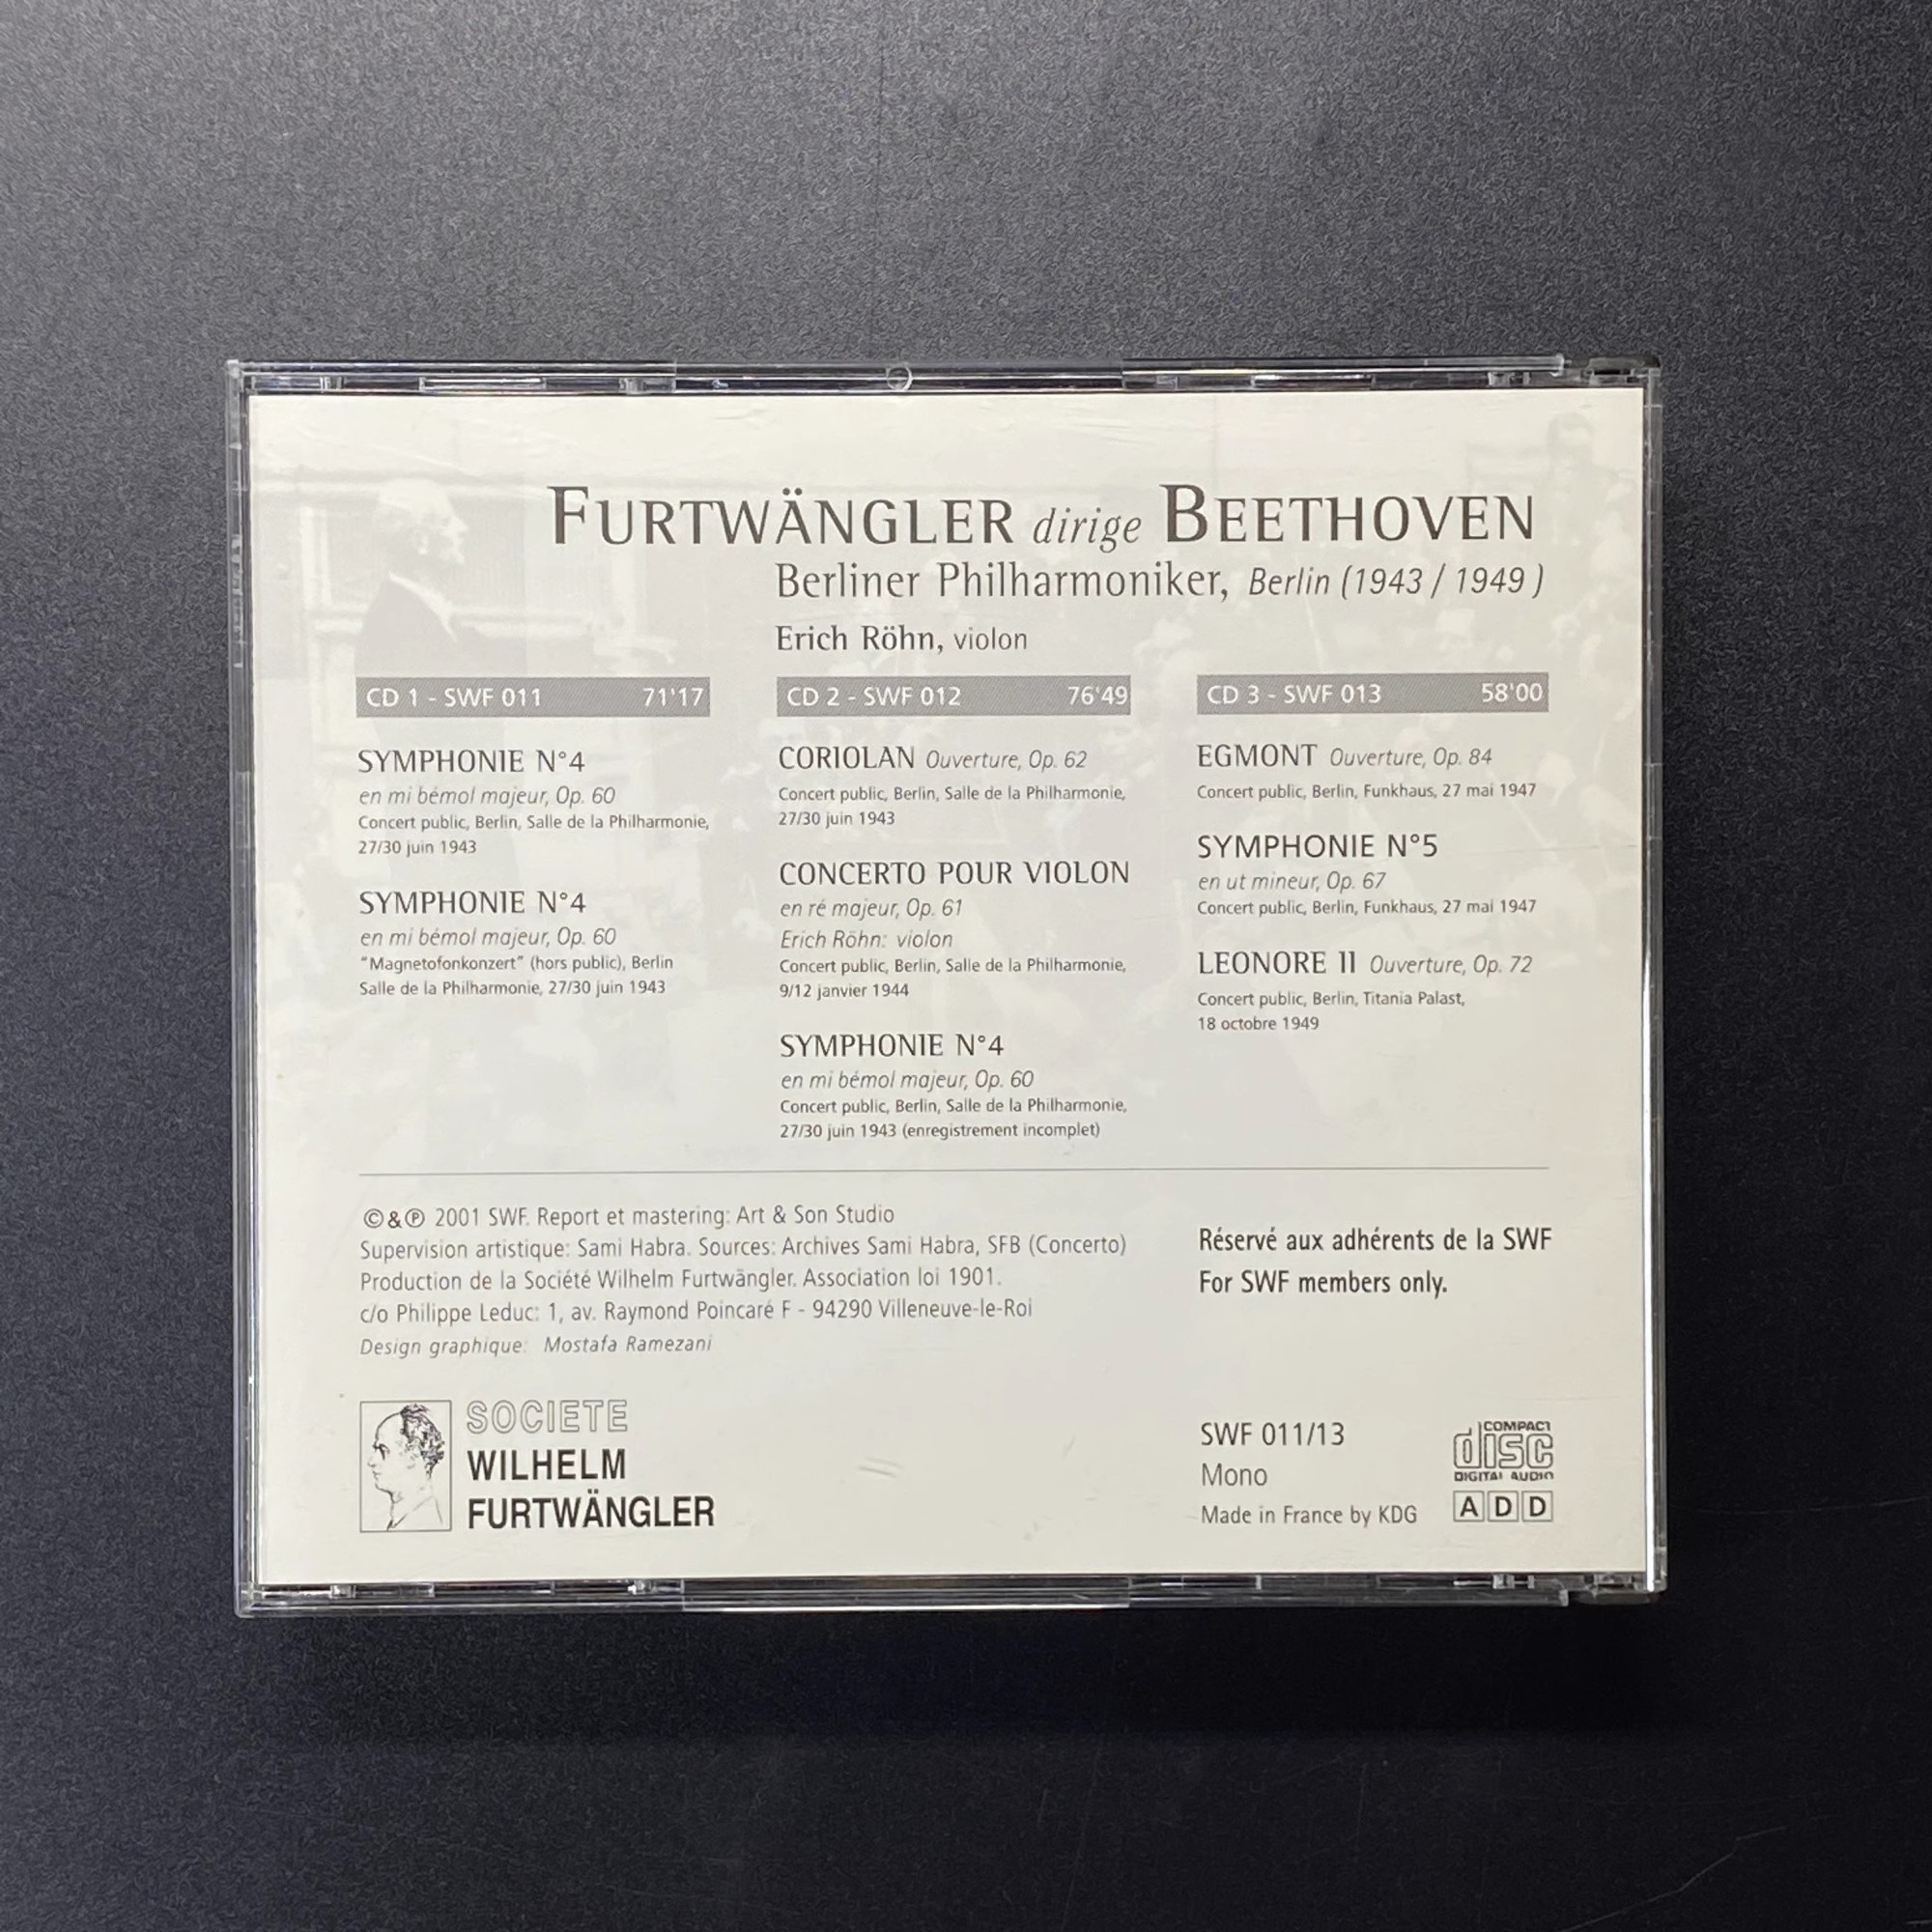 FURTWÄNGLER dirige BEETHOVEN
Berliner Philharmoniker, Berlin (1943 / 1949 )
Erich Röhn, violon
CD 1 - SWF 011 71'17
SYMPHONIE N°4
en mi bémol majeur, Op. 60
Concert public, Berlin, Salle de la Philharmonie,
27/30 juin 1943
SYMPHONIE N°4
en mi bémol majeur, Op. 60
"Magnetofonkonzert" (hors public), Berlin
Salle de la Philharmonie, 27/30 juin 1943
CD 2 - SWF 012 76'49
CORIOLAN Ouverture, Op. 62
Concert public, Berlin, Salle de la Philharmonie,
27/30 juin 1943
CONCERTO POUR VIOLON
en ré majeur, Op. 61
Erich Röhn: violon
Concert public, Berlin, Salle de la Philharmonie,
9/12 janvier 1944
SYMPHONIE N°4
en mi bémol majeur, Op. 60
Concert public, Berlin, Salle de la Philharmonie,
27/30 juin 1943 (enregistrement incomplet)
CD 3 - SWF 013 58'00
EGMONT Ouverture, Op. 84
Concert public, Berlin, Funkhaus, 27 mai 1947
SYMPHONIE N°5
en ut mineur, Op. 67
Concert public, Berlin, Funkhaus, 27 mai 1947
LEONORE II Ouverture, Op. 72
Concert public, Berlin, Titania Palast,
18 octobre 1949
©&℗ 2001 SWF. Report et mastering: Art & Son Studio
Supervision artistique: Sami Habra. Sources: Archives Sami Habra, SFB (Concerto)
Production de la Société Wilhelm Furtwängler. Association loi 1901.
c/o Philippe Leduc: 1, av. Raymond Poincaré F - 94290 Villeneuve-le-Roi
Design graphique: Mostafa Ramezani
Réservé aux adhérents de la SWF
For SWF members only.
SOCIETE
WILHELM
FURTWÄNGLER
SWF 011/13
Mono
Made in France by KDG
COMPACT
disc
DIGITAL AUDIO
A D D